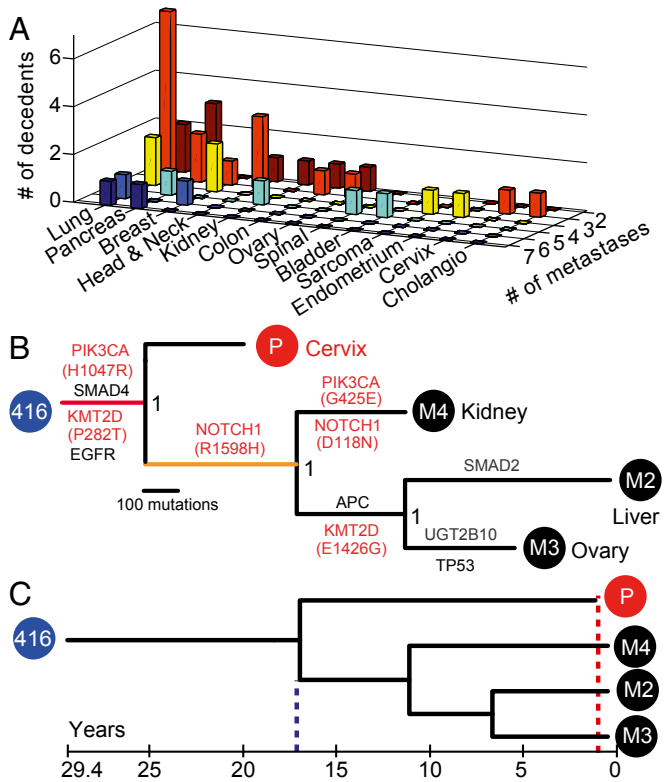 A
# of decedents
6
4
2
0
Lung
Pancreas
Breast
Head & Neck
Kidney
Colon
Ovary
Spinal
Bladder
Sarcoma
Endometrium
Cervix
Cholangio
7 6 5 4 3 2
# of metastases
B
416
PIK3CA
(H1047R)
SMAD4
KMT2D
(P282T)
EGFR
1
P
Cervix
NOTCH1
(R1598H)
100 mutations
1
PIK3CA
(G425E)
NOTCH1
(D118N)
M4 Kidney
APC
KMT2D
(E1426G)
1
SMAD2
M2
Liver
UGT2B10
TP53
M3 Ovary
C
416
P
M4
M2
M3
Years
29.4 25 20 15 10 5 0